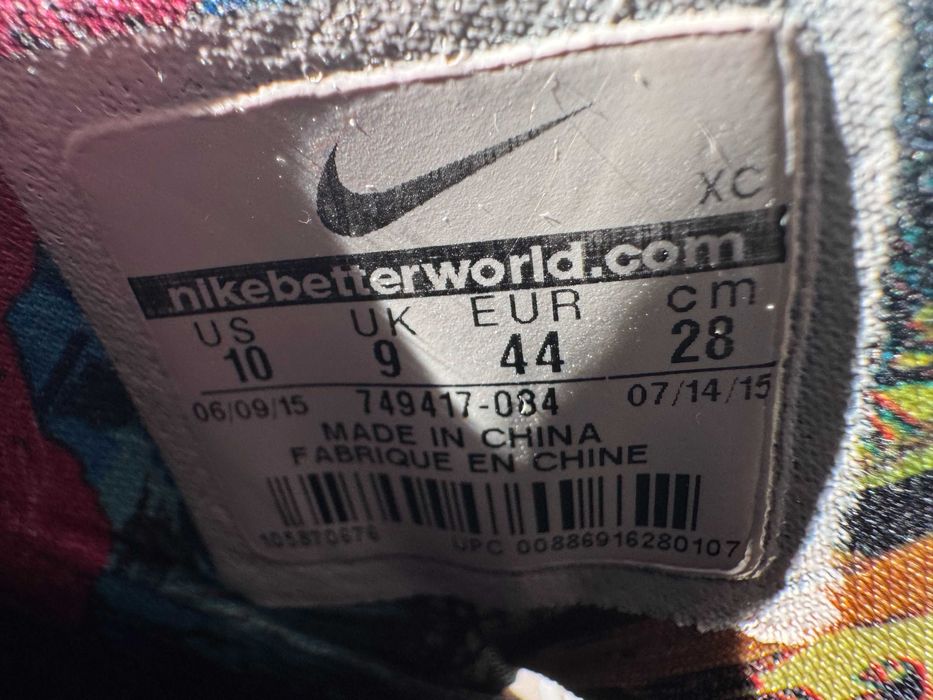 XC
nikebetterworld.com
US UK EUR cm
10 9 44 28
06/09/15 749417-084 07/14/15
MADE IN CHINA
FABRIQUE EN CHINE
UPC 00886916280107